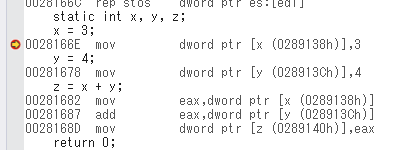 0028166C  rep stos    dword ptr es:[edi]
static int x, y, z;
x = 3;
0028166E  mov         dword ptr [x (0289138h)],3
y = 4;
00281678  mov         dword ptr [y (028913Ch)],4
z = x + y;
00281682  mov         eax,dword ptr [x (0289138h)]
00281687  add         eax,dword ptr [y (028913Ch)]
0028168D  mov         dword ptr [z (0289140h)],eax
return 0;